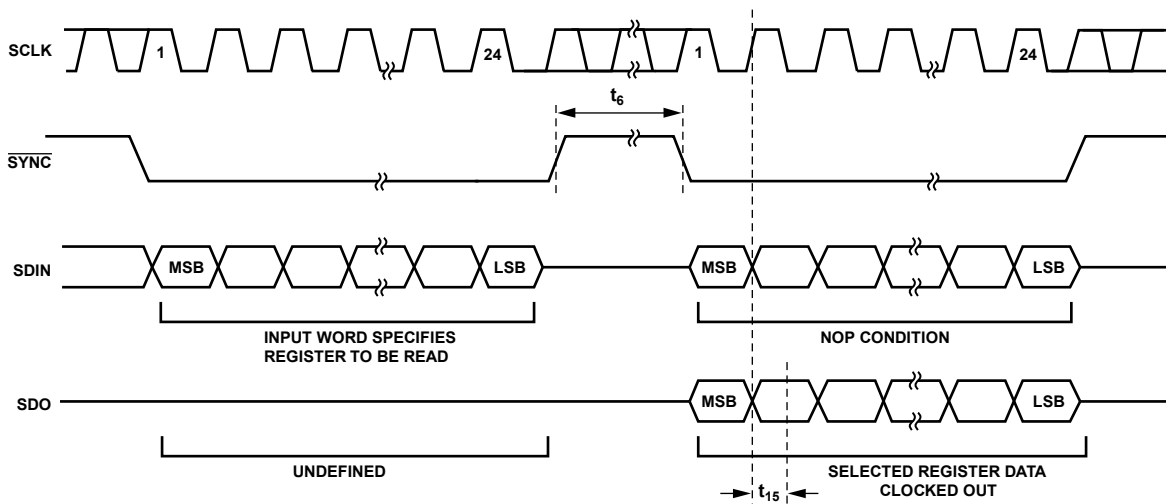 SCLK 1 24 1 24
t6
SYNC
SDIN MSB LSB MSB LSB
INPUT WORD SPECIFIES
REGISTER TO BE READ
NOP CONDITION
SDO MSB LSB
UNDEFINED
SELECTED REGISTER DATA
CLOCKED OUT
t15